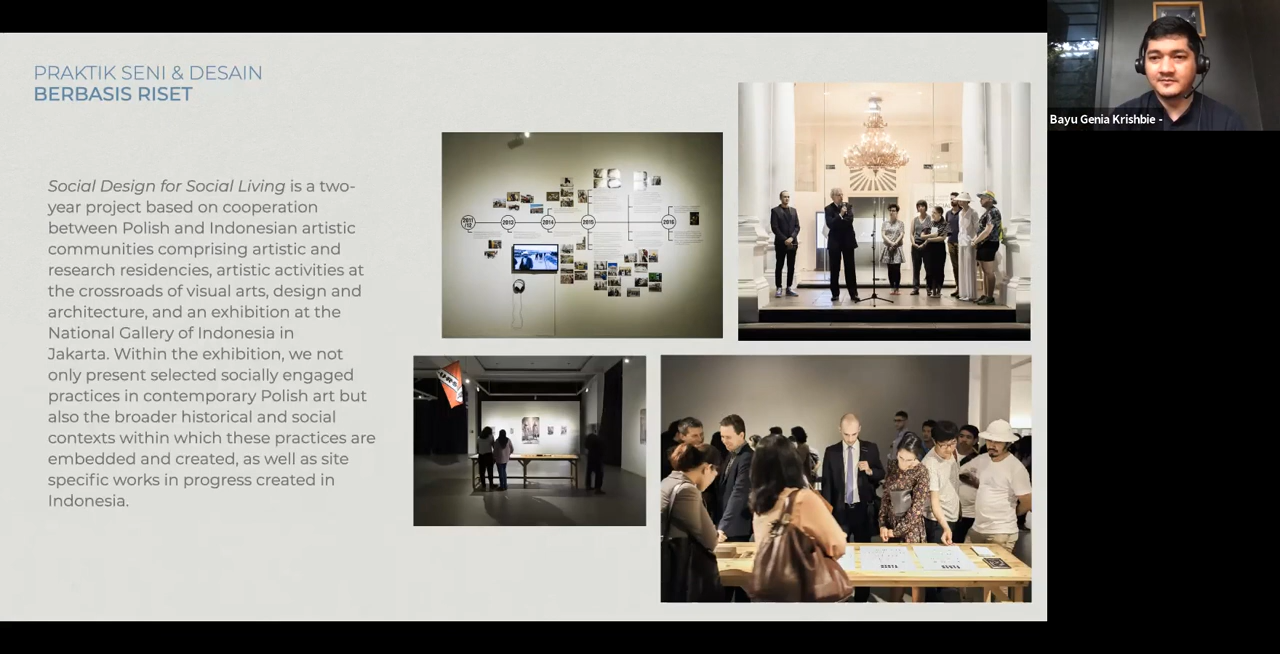 PRAKTIK SENI & DESAIN
BERBASIS RISET
Social Design for Social Living is a two-
year project based on cooperation
between Polish and Indonesian artistic
communities comprising artistic and
research residencies, artistic activities at
the crossroads of visual arts, design and
architecture, and an exhibition at the
National Gallery of Indonesia in
Jakarta. Within the exhibition, we not
only present selected socially engaged
practices in contemporary Polish art but
also the broader historical and social
contexts within which these practices are
embedded and created, as well as site
specific works in progress created in
Indonesia.
2013
2014
2015
2016
Bayu Genia Krishbie -